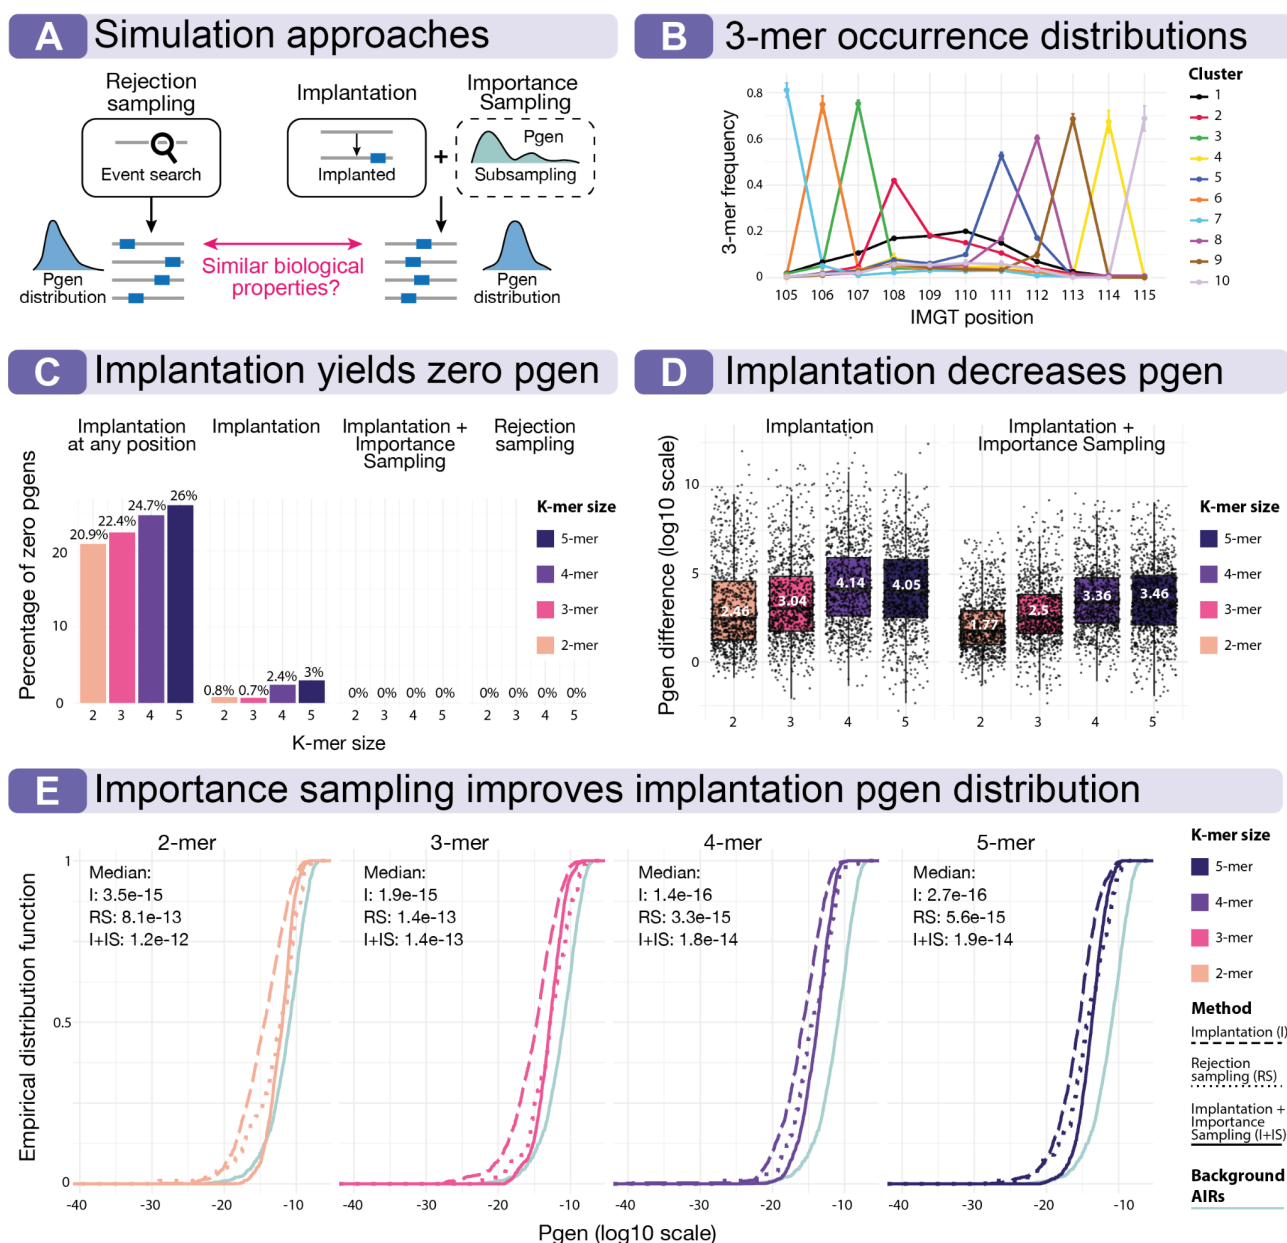 A Simulation approaches
Rejection
sampling
Event search
Pgen
distribution
Implantation
Implanted
+
Importance
Sampling
Pgen
Subsampling
Similar biological
properties?
Pgen
distribution
B 3-mer occurrence distributions
3-mer frequency
0.8
0.6
0.4
0.2
0
105 106 107 108 109 110 111 112 113 114 115
IMGT position
Cluster
1
2
3
4
5
6
7
8
9
10
C Implantation yields zero pgen
Percentage of zero pgens
Implantation
at any position
Implantation
Implantation +
Importance
Sampling
Rejection
sampling
20
10
0
20.9% 22.4% 24.7% 26%
0.8% 0.7% 2.4% 3%
0% 0% 0% 0%
0% 0% 0% 0%
2 3 4 5 2 3 4 5 2 3 4 5 2 3 4 5
K-mer size
K-mer size
5-mer
4-mer
3-mer
2-mer
D Implantation decreases pgen
Pgen difference (log10 scale)
Implantation
Implantation +
Importance Sampling
10
5
0
2.46 3.04 4.14 4.05
1.77 2.5 3.36 3.46
2 3 4 5 2 3 4 5
K-mer size
5-mer
4-mer
3-mer
2-mer
E Importance sampling improves implantation pgen distribution
Empirical distribution function
1
0.5
0
2-mer
Median:
I: 3.5e-15
RS: 8.1e-13
I+IS: 1.2e-12
3-mer
Median:
I: 1.9e-15
RS: 1.4e-13
I+IS: 1.4e-13
4-mer
Median:
I: 1.4e-16
RS: 3.3e-15
I+IS: 1.8e-14
5-mer
Median:
I: 2.7e-16
RS: 5.6e-15
I+IS: 1.9e-14
-40 -30 -20 -10 -40 -30 -20 -10 -40 -30 -20 -10 -40 -30 -20 -10
Pgen (log10 scale)
K-mer size
5-mer
4-mer
3-mer
2-mer
Method
Implantation (I)
Rejection
sampling (RS)
Implantation +
Importance
Sampling (I+IS)
Background
AIRs